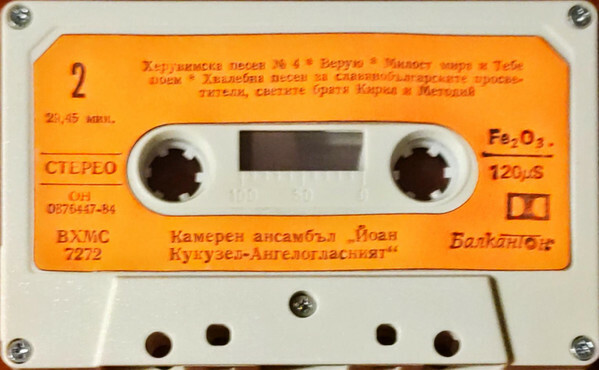 2
Херувимска песен № 4 * Верую * Милост мира и Тебе
поем * Хвалебна песен за славянобългарските просве-
тители, светите братя Кирил и Методий
29,45 мин.
СТЕРЕО
ОН
0876447-84
ВХМС
7272
100 50 0
Fe₂O₃.
120μS
Камерен ансамбъл „Йоан
Кукузел-Ангелогласният“
Балкантон